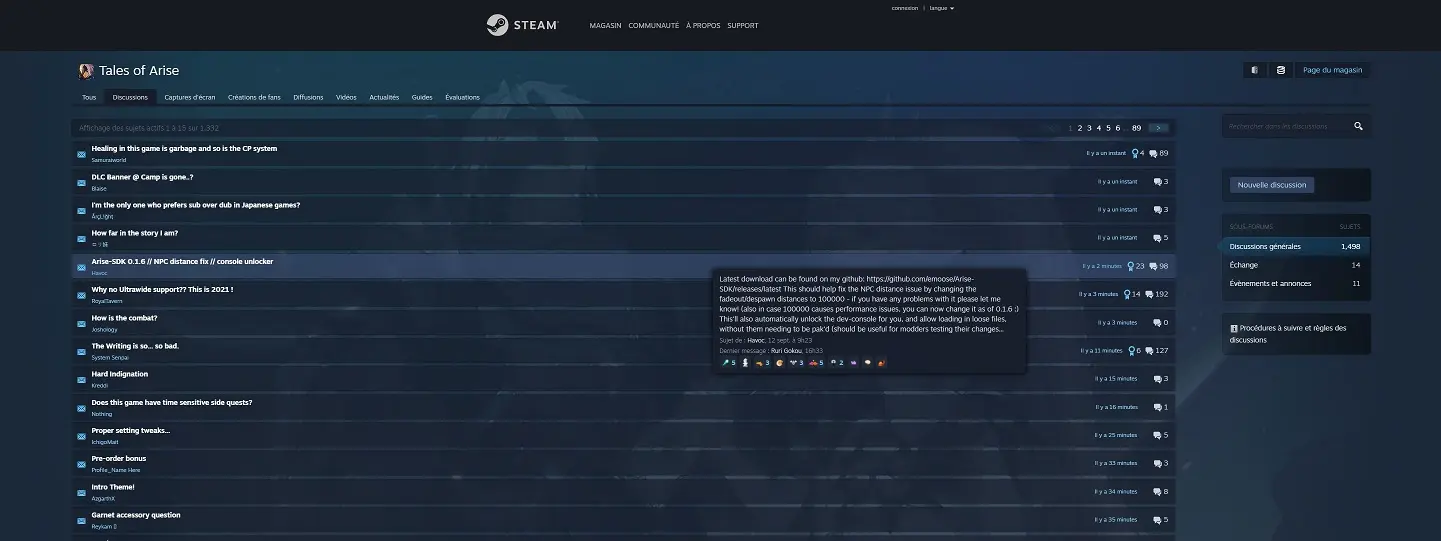 connexion | langue
STEAM
MAGASIN COMMUNAUTÉ À PROPOS SUPPORT
Tales of Arise
Page du magasin
Tous Discussions Captures d'écran Créations de fans Diffusions Vidéos Actualités Guides Évaluations
Affichage des sujets actifs 1 à 15 sur 1,332
1 2 3 4 5 6 ... 89 >
Rechercher dans les discussions
Healing in this game is garbage and so is the CP system
Samuraiworld
Il y a un instant 4 89
DLC Banner @ Camp is gone..?
Blaise
Il y a un instant 3
Nouvelle discussion
I'm the only one who prefers sub over dub in Japanese games?
Il y a un instant 3
How far in the story I am?
Il y a un instant 5
SOUS-FORUMS SUJETS
Discussions générales 1,498
Échange 14
Évènements et annonces 11
Arise-SDK 0.1.6 // NPC distance fix // console unlocker
Havoc
Il y a 2 minutes 23 98
Latest download can be found on my github: https://github.com/emoose/Arise-
SDK/releases/latest This should help fix the NPC distance issue by changing the
fadeout/despawn distances to 100000 - if you have any problems with it please let me
know! (also in case 100000 causes performance issues, you can now change it as of 0.1.6 :)
This'll also automatically unlock the dev-console for you, and allow loading in loose files,
without them needing to be pak'd (should be useful for modders testing their changes...
Sujet de : Havoc, 12 sept. à 9h23
Dernier message : Ruri Gokou, 16h33
5 3 3 5 2
Why no Ultrawide support?? This is 2021 !
RoyalTavern
Il y a 3 minutes 14 192
How is the combat?
Joshology
Il y a 3 minutes 0
Procédures à suivre et règles des
discussions
The Writing is so... so bad.
System Senpai
Il y a 11 minutes 6 127
Hard Indignation
Kreddi
Il y a 15 minutes 3
Does this game have time sensitive side quests?
Nothing
Il y a 16 minutes 1
Proper setting tweaks...
IchigoMait
Il y a 25 minutes 5
Pre-order bonus
Profile_Name Here
Il y a 33 minutes 3
Intro Theme!
AzgarthX
Il y a 34 minutes 8
Garnet accessory question
Reykam
Il y a 35 minutes 5